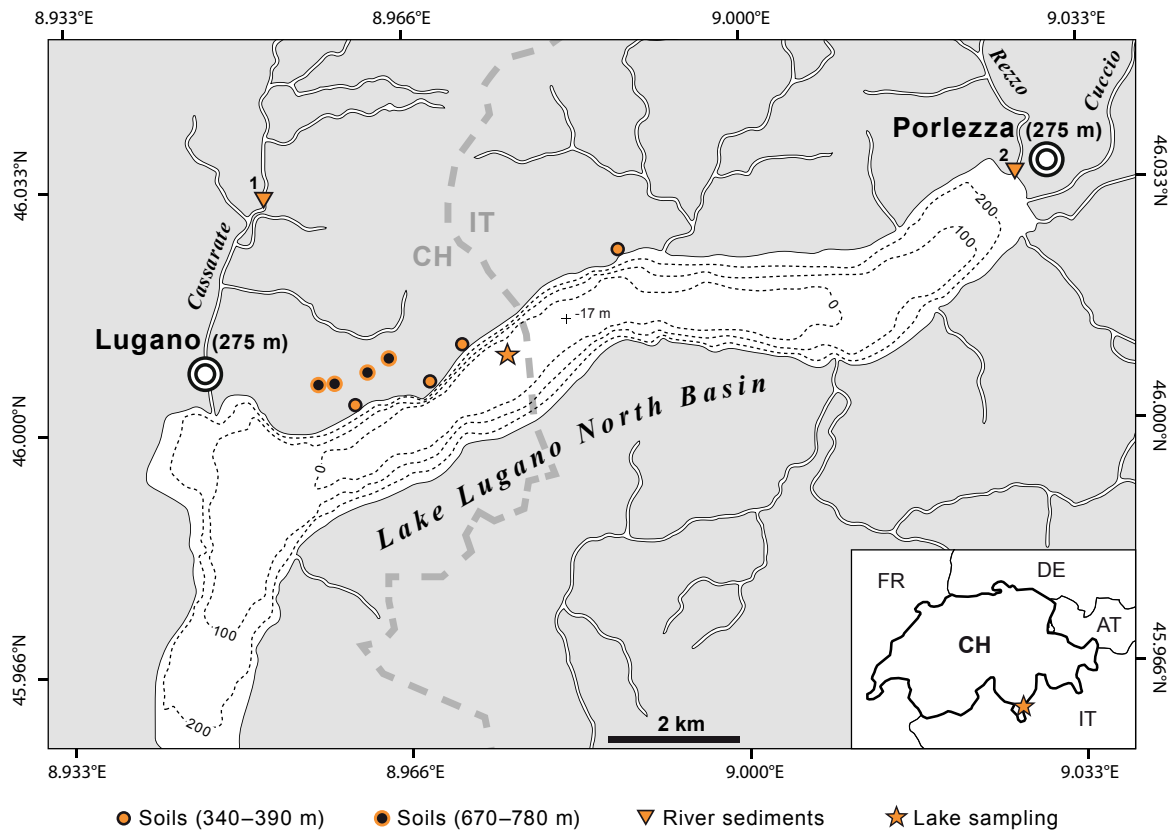 8.933°E 8.966°E 9.000°E 9.033°E
Rezzo
Cuccio
Porlezza (275 m)
2
1
46.033°N
46.033°N
200
100
IT
CH
Cassarate
0
-17 m
Lugano (275 m)
Lake Lugano North Basin
46.000°N
46.000°N
0
100
200
FR
DE
AT
CH
IT
45.966°N
45.966°N
2 km
8.933°E 8.966°E 9.000°E 9.033°E
Soils (340–390 m) Soils (670–780 m) River sediments Lake sampling